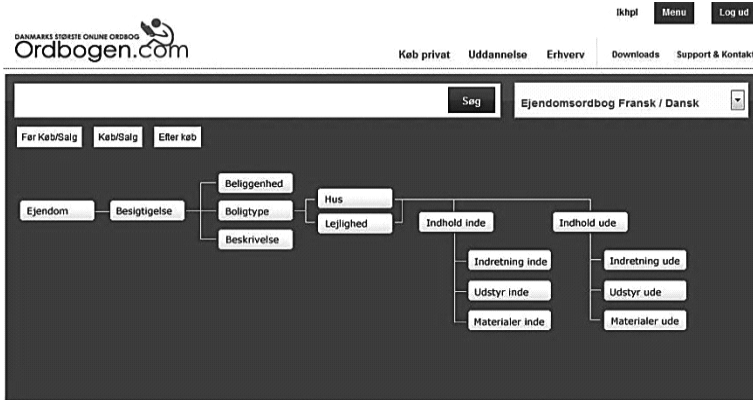 lkhpl Menu Log ud
DANMARKS STØRSTE ONLINE ORDBOG
Ordbogen.com
Køb privat Uddannelse Erhverv Downloads Support & Kontakt
Søg
Ejendomsordbog Fransk / Dansk
Før Køb/Salg Køb/Salg Efter køb
Ejendom
Besigtigelse
Beliggenhed
Boligtype
Beskrivelse
Hus
Lejlighed
Indhold inde
Indretning inde
Udstyr inde
Materialer inde
Indhold ude
Indretning ude
Udstyr ude
Materialer ude